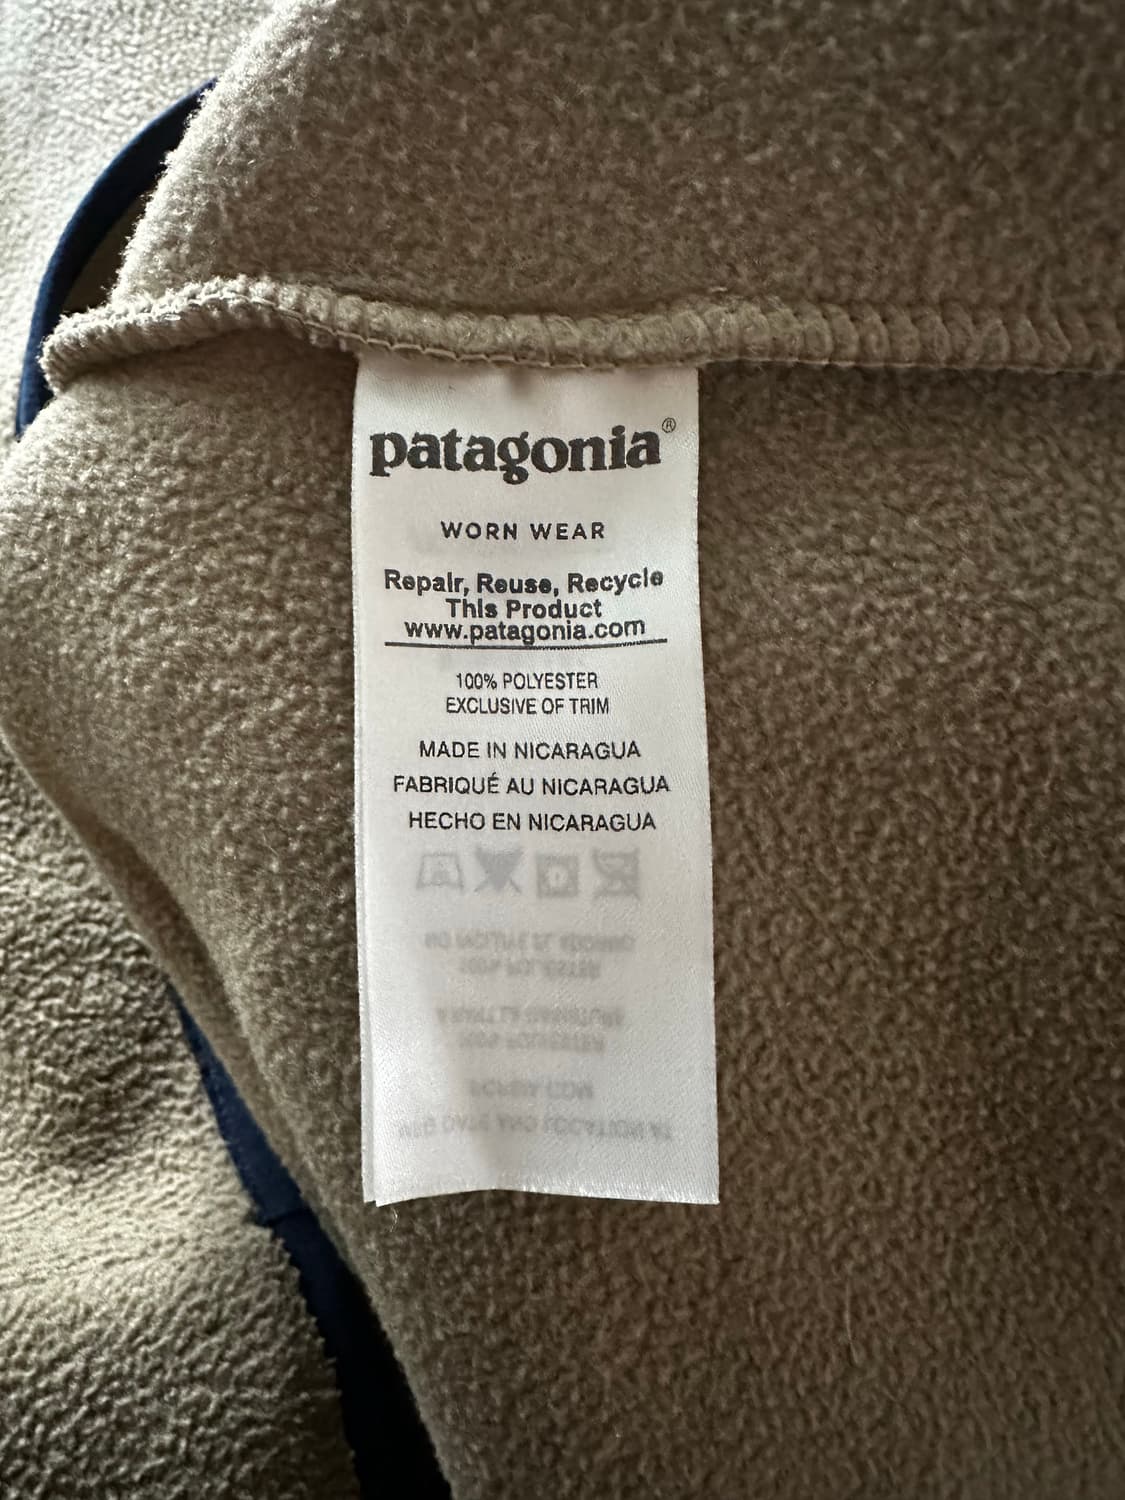 patagonia®
WORN WEAR
Repair, Reuse, Recycle
This Product
www.patagonia.com
100% POLYESTER
EXCLUSIVE OF TRIM
MADE IN NICARAGUA
FABRIQUÉ AU NICARAGUA
HECHO EN NICARAGUA